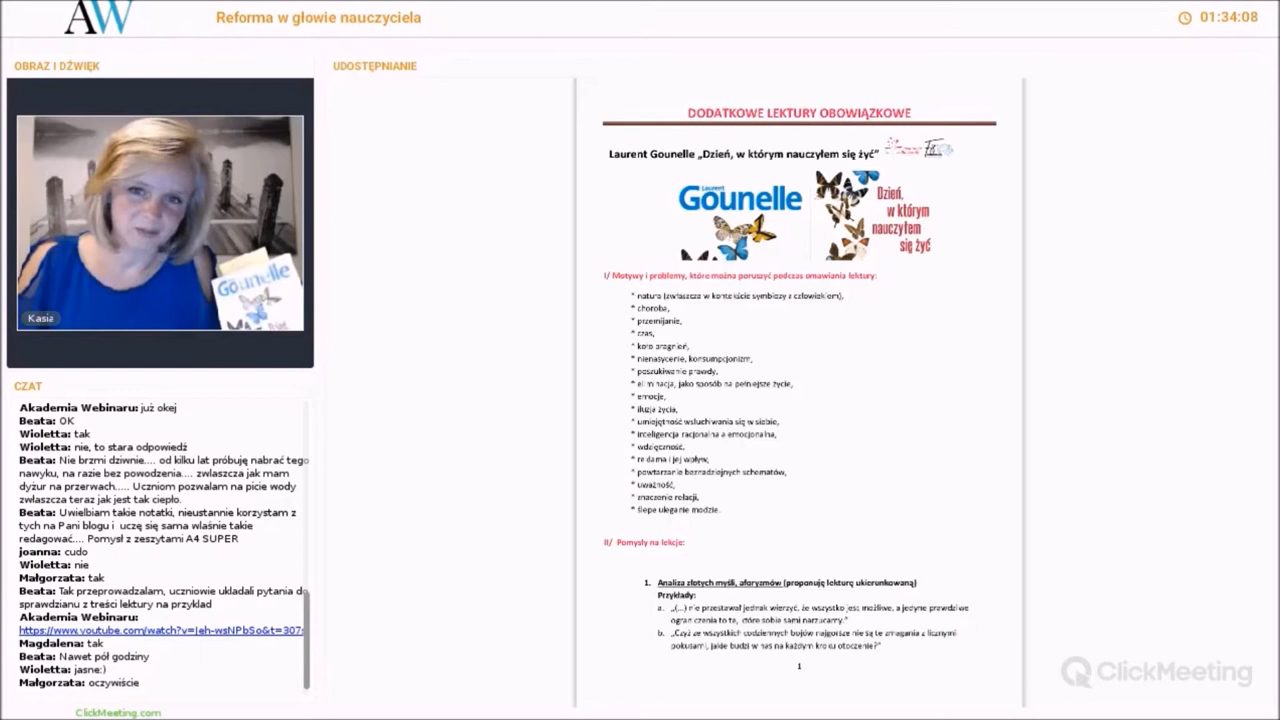 AW
Reforma w głowie nauczyciela
01:34:08
OBRAZ I DŹWIĘK
UDOSTĘPNIANIE
Gounelle
Kasia
CZAT
Akademia Webinaru: już okej
Beata: OK
Wioletta: tak
Wioletta: nie, to stara odpowiedź
Beata: Nie brzmi dziwnie.... od kilku lat próbuję nabrać tego
nawyku, na razie bez powodzenia.... zwłaszcza jak mam
dyżur na przerwach..... Uczniom pozwalam na picie wody
zwłaszcza teraz jak jest tak ciepło.
Beata: Uwielbiam takie notatki, nieustannie korzystam z
tych na Pani blogu i uczę się sama właśnie takie
redagować.... Pomysł z zeszytami A4 SUPER
joanna: cudo
Wioletta: nie
Małgorzata: tak
Beata: Tak przeprowadzałam, uczniowie układali pytania do
sprawdzianu z treści lektury na przykład
Akademia Webinaru:
https://www.youtube.com/watch?v=Jeh-wsNPbSo&t=307s
Magdalena: tak
Beata: Nawet pół godziny
Wioletta: jasne:)
Małgorzata: oczywiście
ClickMeeting.com
DODATKOWE LEKTURY OBOWIĄZKOWE
Laurent Gounelle „Dzień, w którym nauczyłem się żyć”
Laurent
Gounelle
Dzień,
w którym
nauczyłem
się żyć
I/ Motywy i problemy, które można poruszyć podczas omawiania lektury:
* natura (zwłaszcza w kontekście symbiozy z człowiekiem),
* choroba,
* przemijanie,
* czas,
* koło pragnień,
* nienasycenie, konsumpcjonizm,
* poszukiwanie prawdy,
* eliminacja, jako sposób na pełniejsze życie,
* emocje,
* iluzja życia,
* umiejętność wsłuchiwania się w siebie,
* inteligencja racjonalna a emocjonalna,
* wdzięczność,
* reklama i jej wpływ,
* powtarzanie beznadziejnych schematów,
* uważność,
* znaczenie relacji,
* ślepe uleganie modzie.
II/ Pomysły na lekcje:
1. Analiza złotych myśli, aforyzmów (proponuję lekturę ukierunkowaną)
Przykłady:
a. „(...) nie przestawał jednak wierzyć, że wszystko jest możliwe, a jedyne prawdziwe
ograniczenia to te, które sobie sami narzucamy.”
b. „Czyż ze wszystkich codziennych bojów najgorsze nie są te zmagania z licznymi
pokusami, jakie budzi w nas na każdym kroku otoczenie?”
1
ClickMeeting